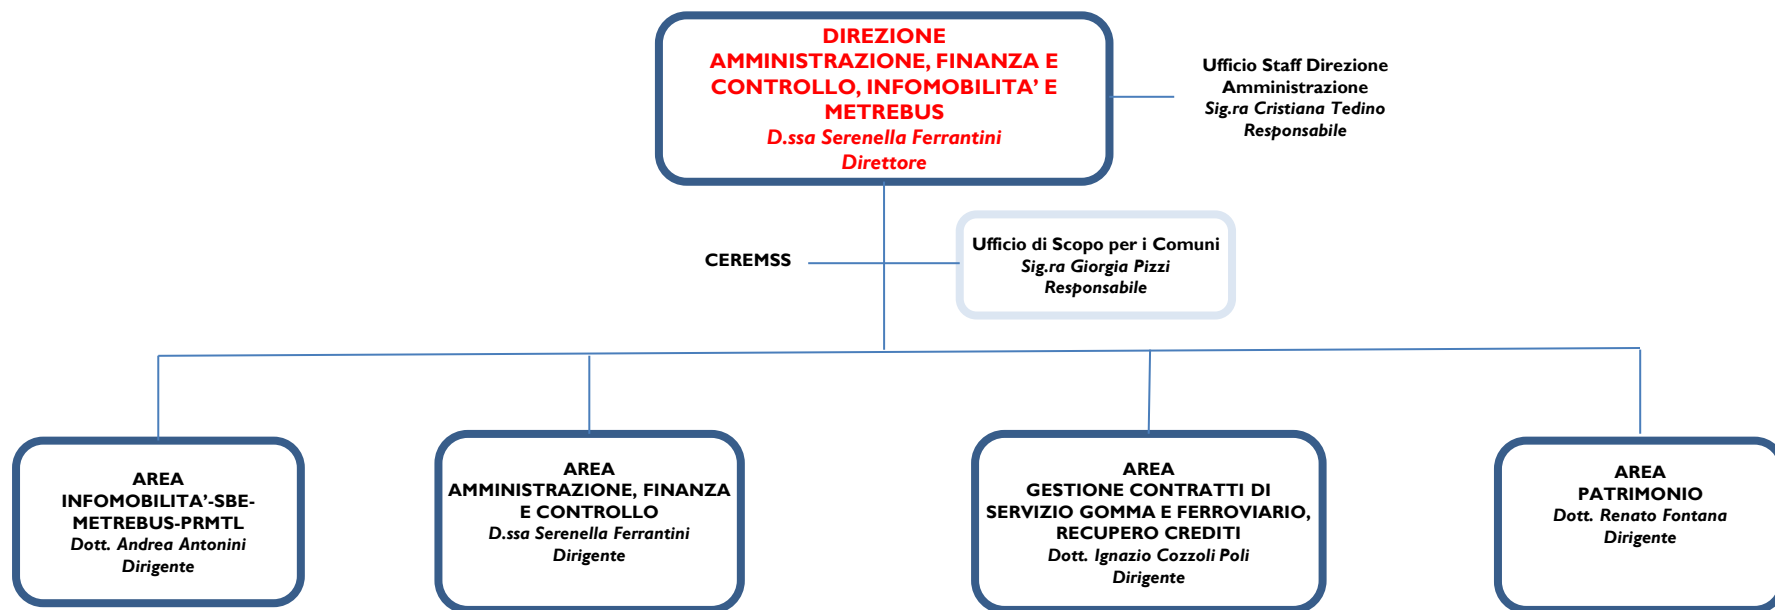 DIREZIONE
AMMINISTRAZIONE, FINANZA E
CONTROLLO, INFOMOBILITA’ E
METREBUS
D.ssa Serenella Ferrantini
Direttore
Ufficio Staff Direzione
Amministrazione
Sig.ra Cristiana Tedino
Responsabile
CEREMSS
Ufficio di Scopo per i Comuni
Sig.ra Giorgia Pizzi
Responsabile
AREA
INFOMOBILITA’-SBE-
METREBUS-PRMTL
Dott. Andrea Antonini
Dirigente
AREA
AMMINISTRAZIONE, FINANZA
E CONTROLLO
D.ssa Serenella Ferrantini
Dirigente
AREA
GESTIONE CONTRATTI DI
SERVIZIO GOMMA E FERROVIARIO,
RECUPERO CREDITI
Dott. Ignazio Cozzoli Poli
Dirigente
AREA
PATRIMONIO
Dott. Renato Fontana
Dirigente